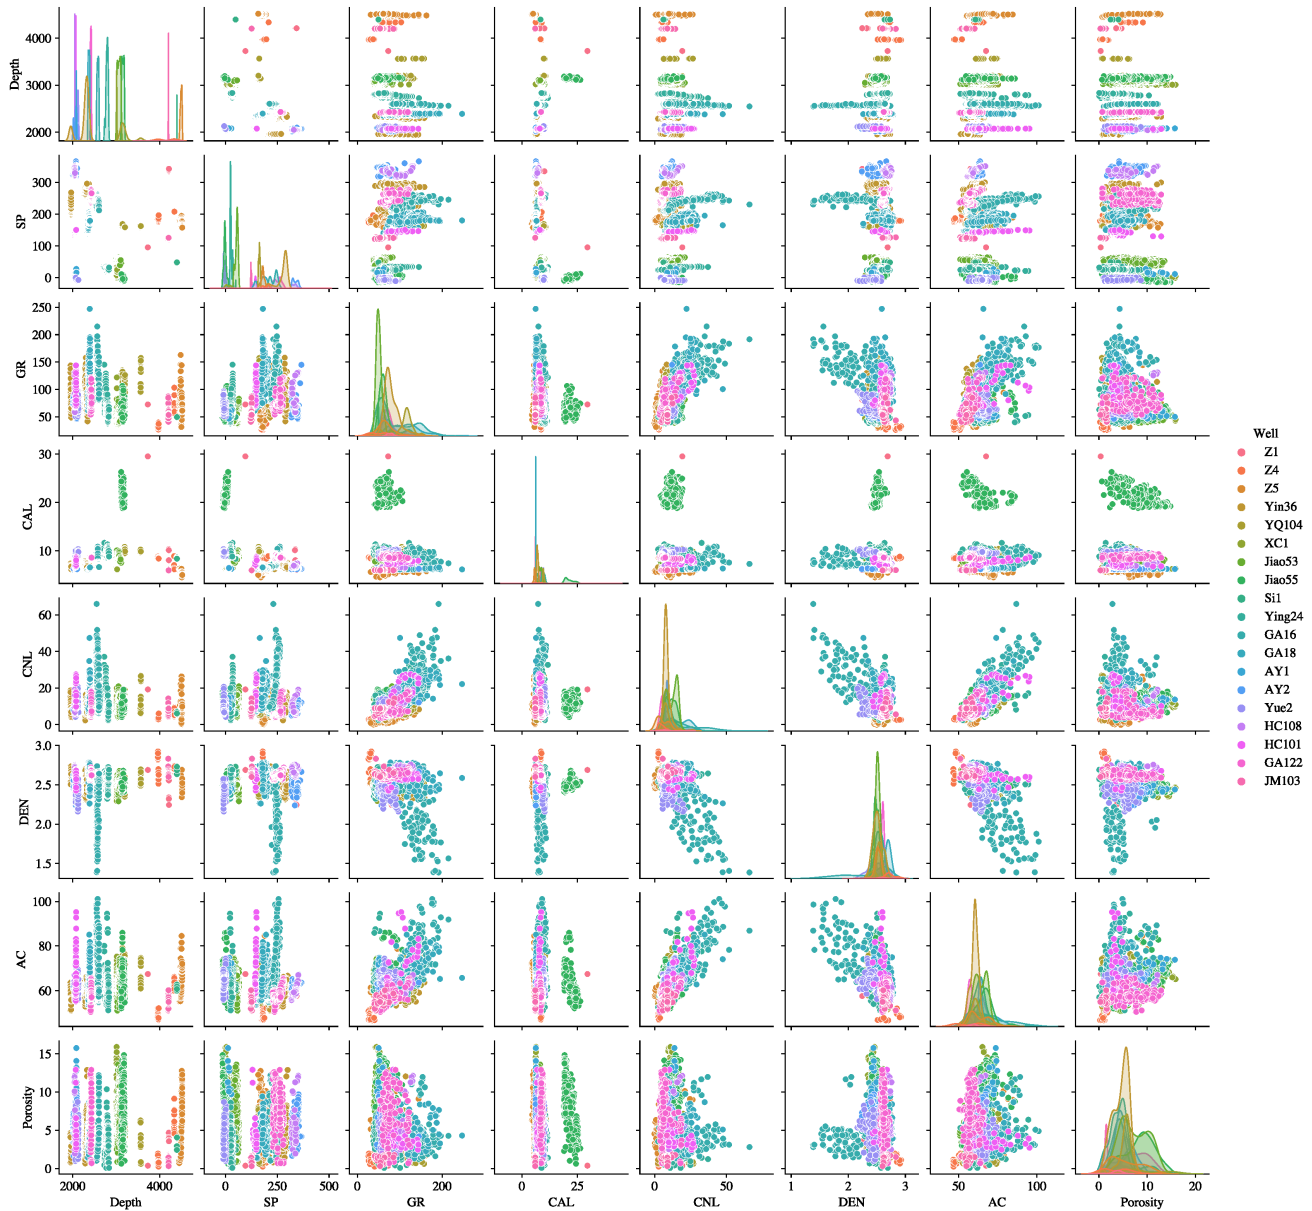 Depth
4000
3000
2000
SP
300
200
100
0
GR
250
200
150
100
50
CAL
30
20
10
CNL
60
40
20
0
DEN
3.0
2.5
2.0
1.5
AC
100
80
60
Porosity
15
10
5
0
2000 4000
0 250 500
0 200
0 25
0 50
1 2 3
50 100
0 10 20
Depth SP GR CAL CNL DEN AC Porosity
Well
Z1
Z4
Z5
Yin36
YQ104
XC1
Jiao53
Jiao55
Si1
Ying24
GA16
GA18
AY1
AY2
Yue2
HC108
HC101
GA122
JM103